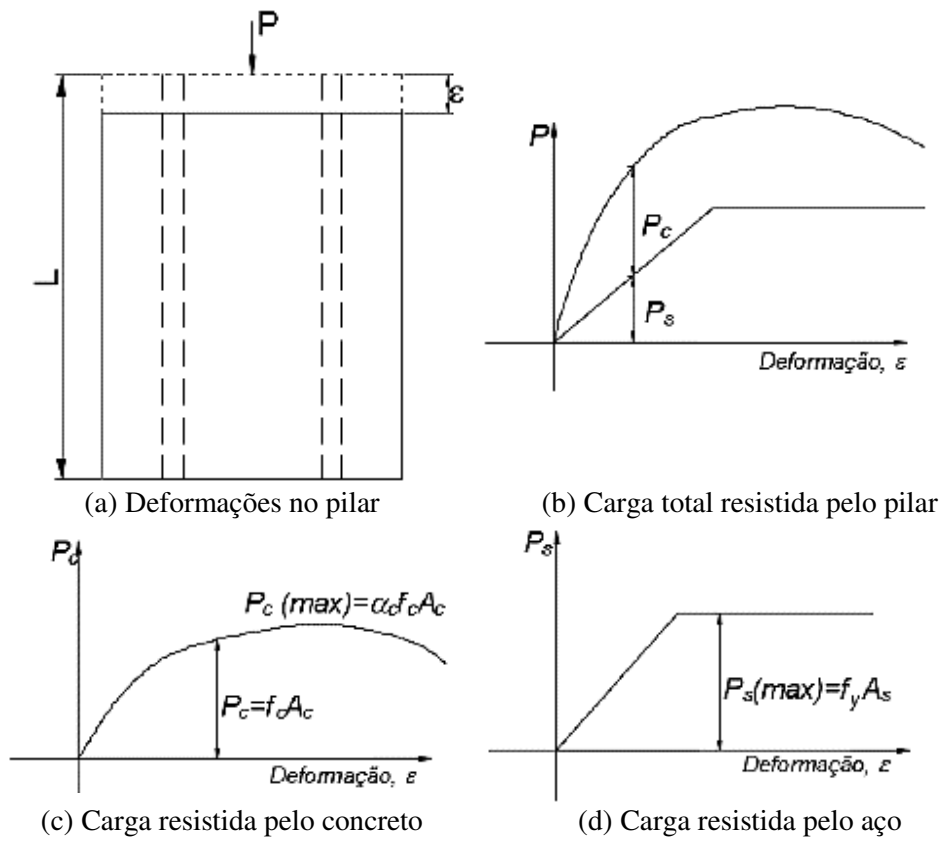 P
ε
L
(a) Deformações no pilar
P
P_c
P_s
Deformação, ε
(b) Carga total resistida pelo pilar
P_c
P_c (max)=α_c f_c A_c
P_c=f_c A_c
Deformação, ε
(c) Carga resistida pelo concreto
P_s
P_s(max)=f_y A_s
Deformação, ε
(d) Carga resistida pelo aço